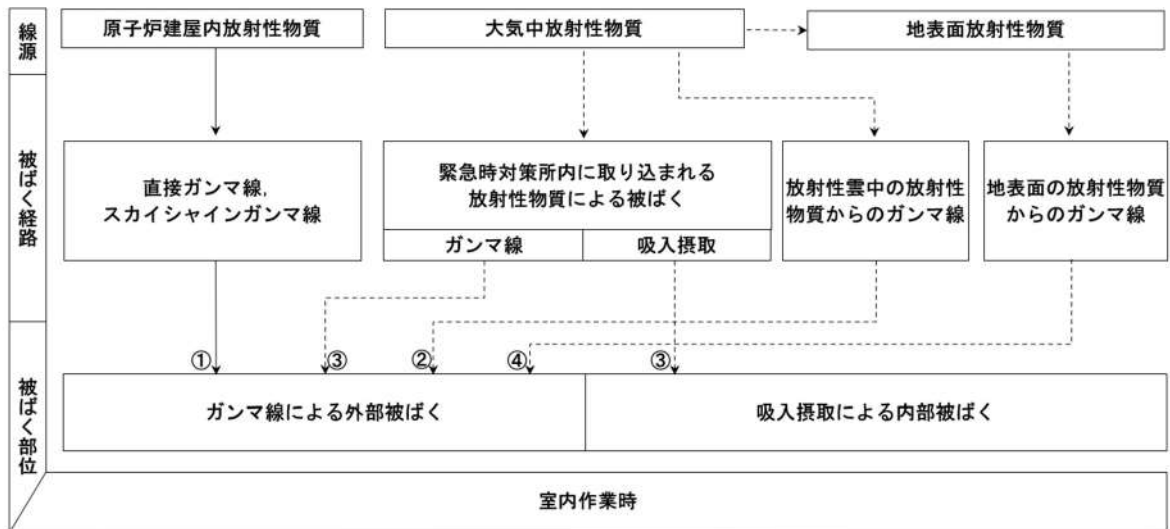 線源
原子炉建屋内放射性物質
大気中放射性物質
地表面放射性物質
被ばく経路
直接ガンマ線,
スカイシャインガンマ線
緊急時対策所内に取り込まれる
放射性物質による被ばく
ガンマ線
吸入摂取
放射性雲中の放射性
物質からのガンマ線
地表面の放射性物質
からのガンマ線
被ばく部位
①
③
②
④
③
ガンマ線による外部被ばく
吸入摂取による内部被ばく
室内作業時